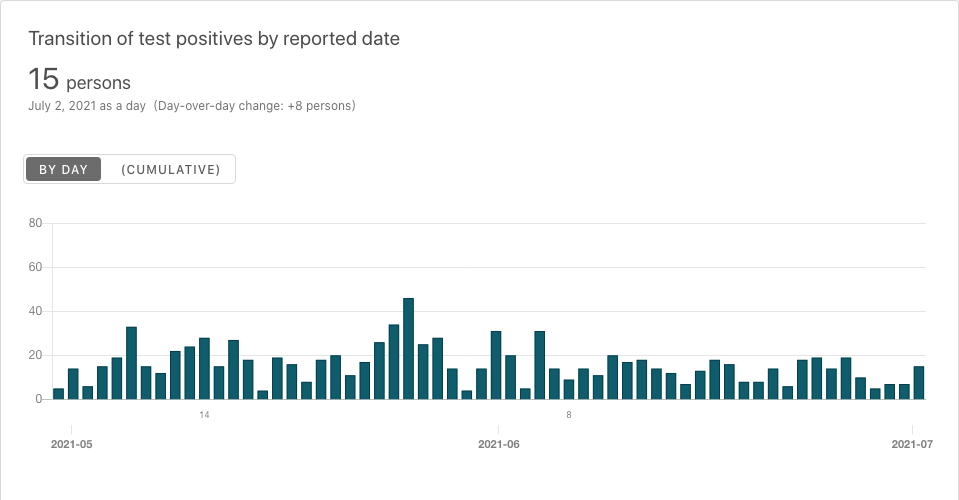 Transition of test positives by reported date
15 persons
July 2, 2021 as a day (Day-over-day change: +8 persons)
BY DAY (CUMULATIVE)
80
60
40
20
0
14 8
2021-05 2021-06 2021-07